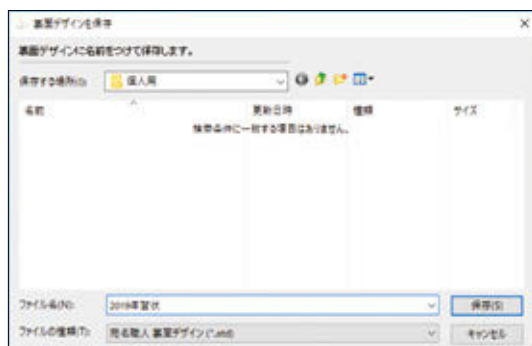 裏面デザインを保存
裏面デザインに名前をつけて保存します。
保存する場所(I):
個人用
名前
更新日時
種類
サイズ
検索条件に一致する項目はありません。
ファイル名(N):
2019年賀状
保存(S)
ファイルの種類(T):
宛名職人 裏面デザイン (*.atd)
キャンセル